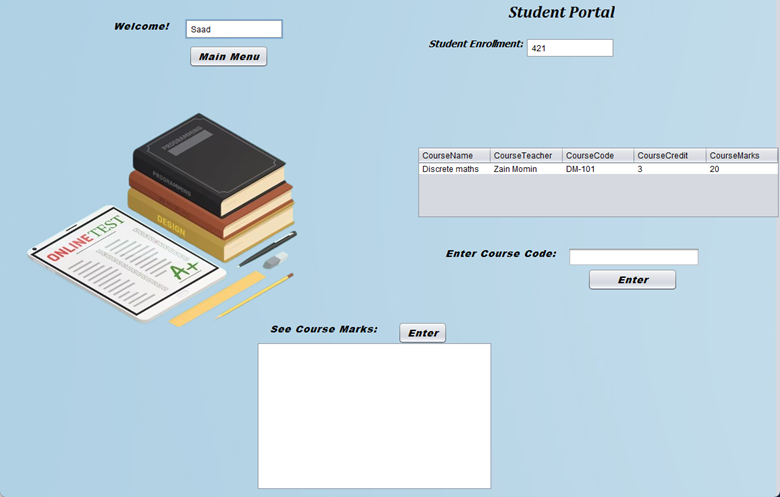 Student Portal
Welcome! Saad
Student Enrollment: 421
Main Menu
PROGRAMMING
PROGRAMMING
DESIGN
ONLINE TEST
A+
CourseName CourseTeacher CourseCode CourseCredit CourseMarks
Discrete maths Zain Momin DM-101 3 20
Enter Course Code:
Enter
See Course Marks: Enter